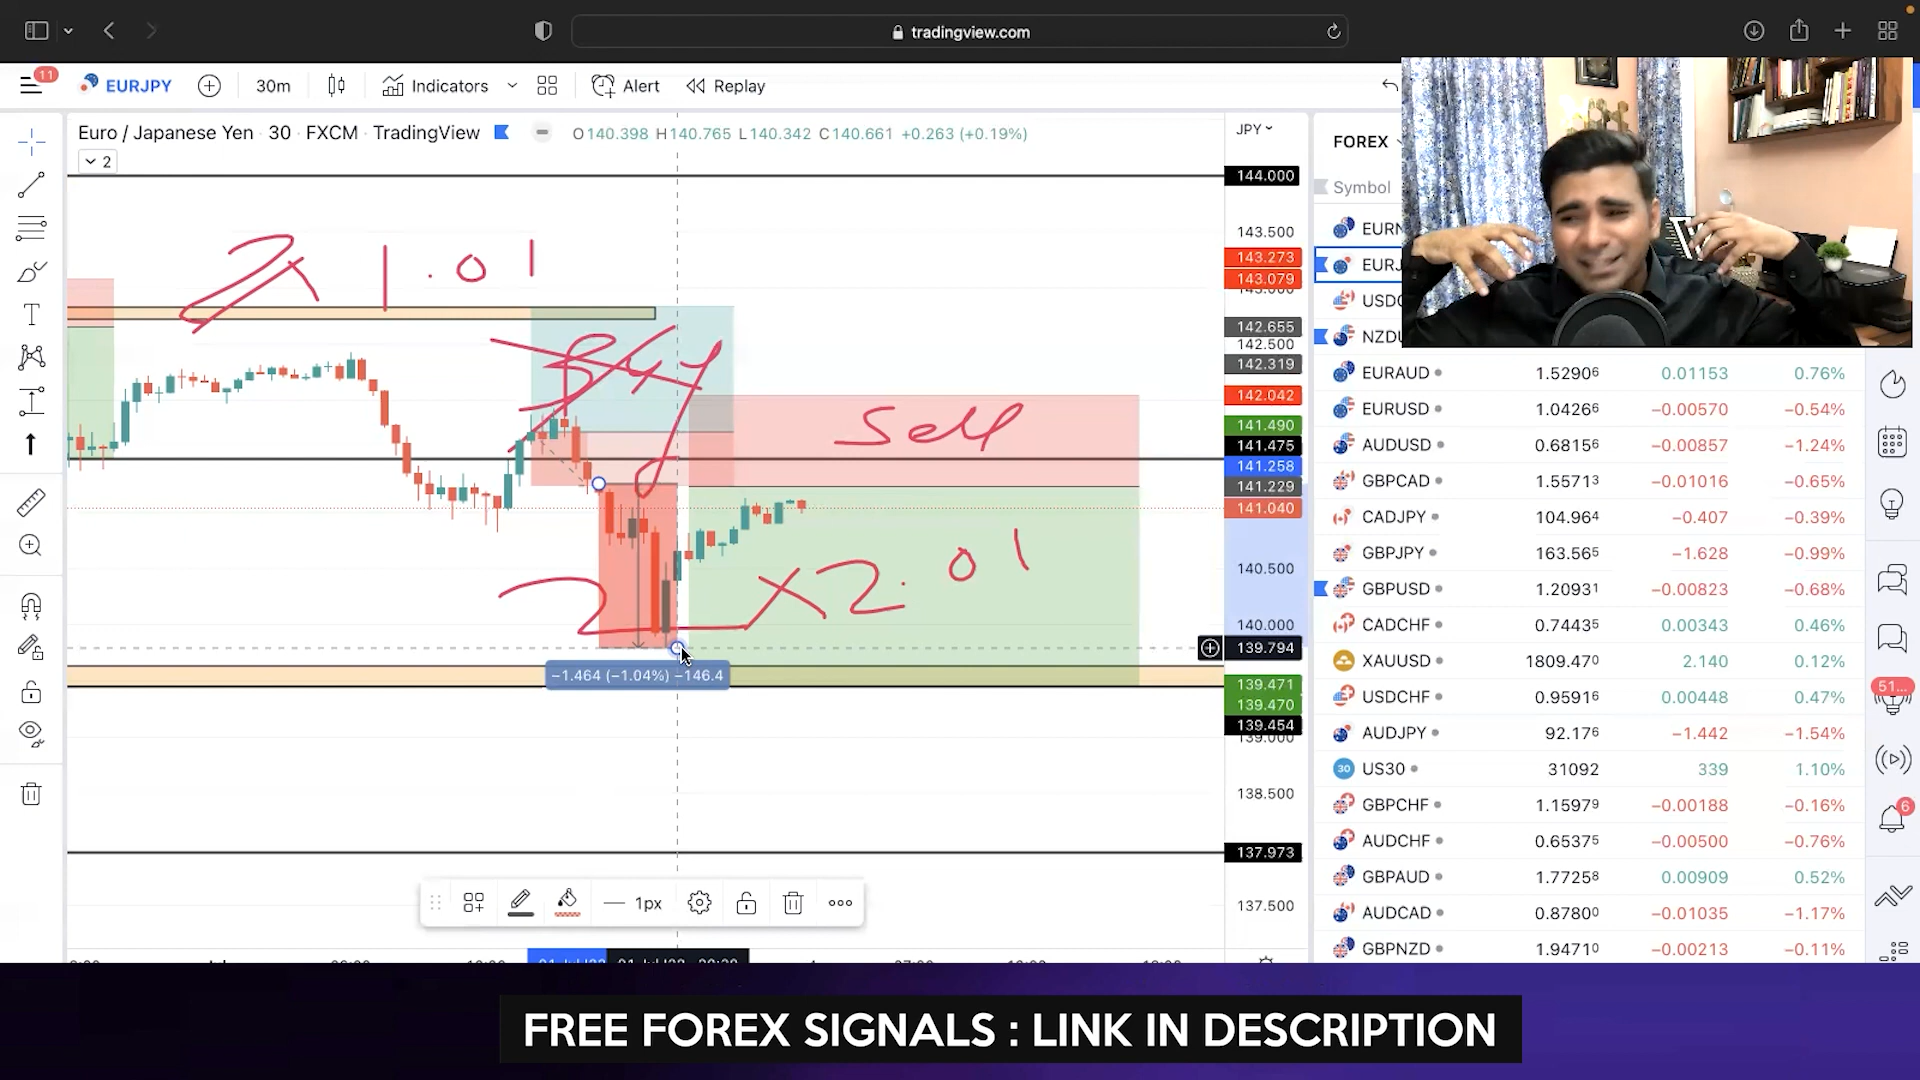 tradingview.com
11
EURJPY
30m
Indicators
Alert
Replay
Euro / Japanese Yen · 30 · FXCM · TradingView
O140.398 H140.765 L140.342 C140.661 +0.263 (+0.19%)
2
JPY
144.000
143.500
143.273
143.079
142.655
142.500
142.319
142.042
141.490
141.475
141.258
141.229
141.040
140.500
140.000
139.794
139.471
139.470
139.454
139.000
138.500
137.973
137.500
1.01
Sell
2 x2.01
−1.464 (−1.04%) −146.4
1px
FOREX
Symbol
EURN
EURJ
USDC
NZDU
EURAUD 1.52906 0.01153 0.76%
EURUSD 1.04266 −0.00570 −0.54%
AUDUSD 0.68156 −0.00857 −1.24%
GBPCAD 1.55713 −0.01016 −0.65%
CADJPY 104.964 −0.407 −0.39%
GBPJPY 163.565 −1.628 −0.99%
GBPUSD 1.20931 −0.00823 −0.68%
CADCHF 0.74435 0.00343 0.46%
XAUUSD 1809.470 2.140 0.12%
USDCHF 0.95916 0.00448 0.47%
AUDJPY 92.176 −1.442 −1.54%
30 US30 31092 339 1.10%
GBPCHF 1.15979 −0.00188 −0.16%
AUDCHF 0.65375 −0.00500 −0.76%
GBPAUD 1.77258 0.00909 0.52%
AUDCAD 0.87800 −0.01035 −1.17%
GBPNZD 1.94710 −0.00213 −0.11%
51...
6
FREE FOREX SIGNALS : LINK IN DESCRIPTION